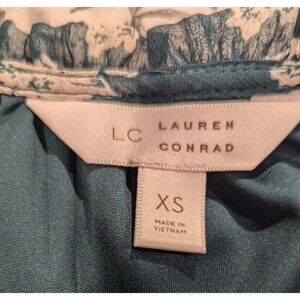 LC LAUREN
CONRAD
XS
MADE IN
VIETNAM